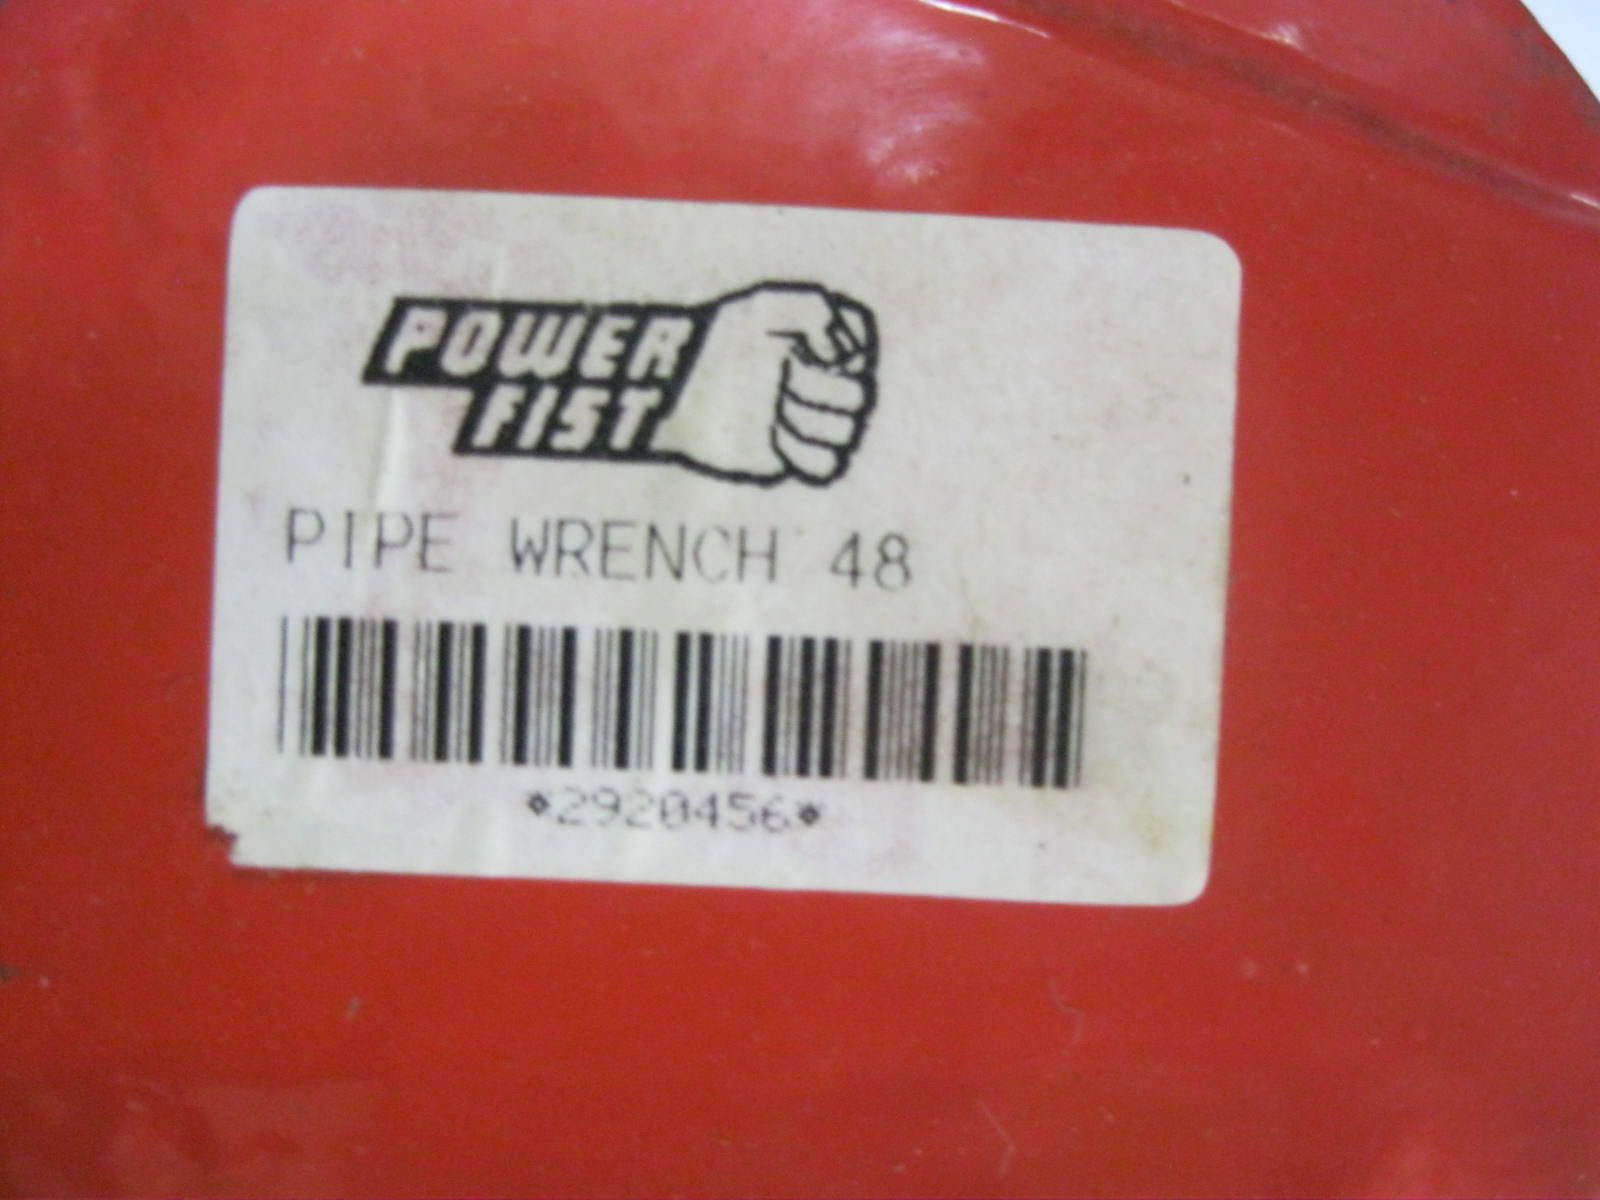 POWER
FIST
PIPE WRENCH 48
*2920456*